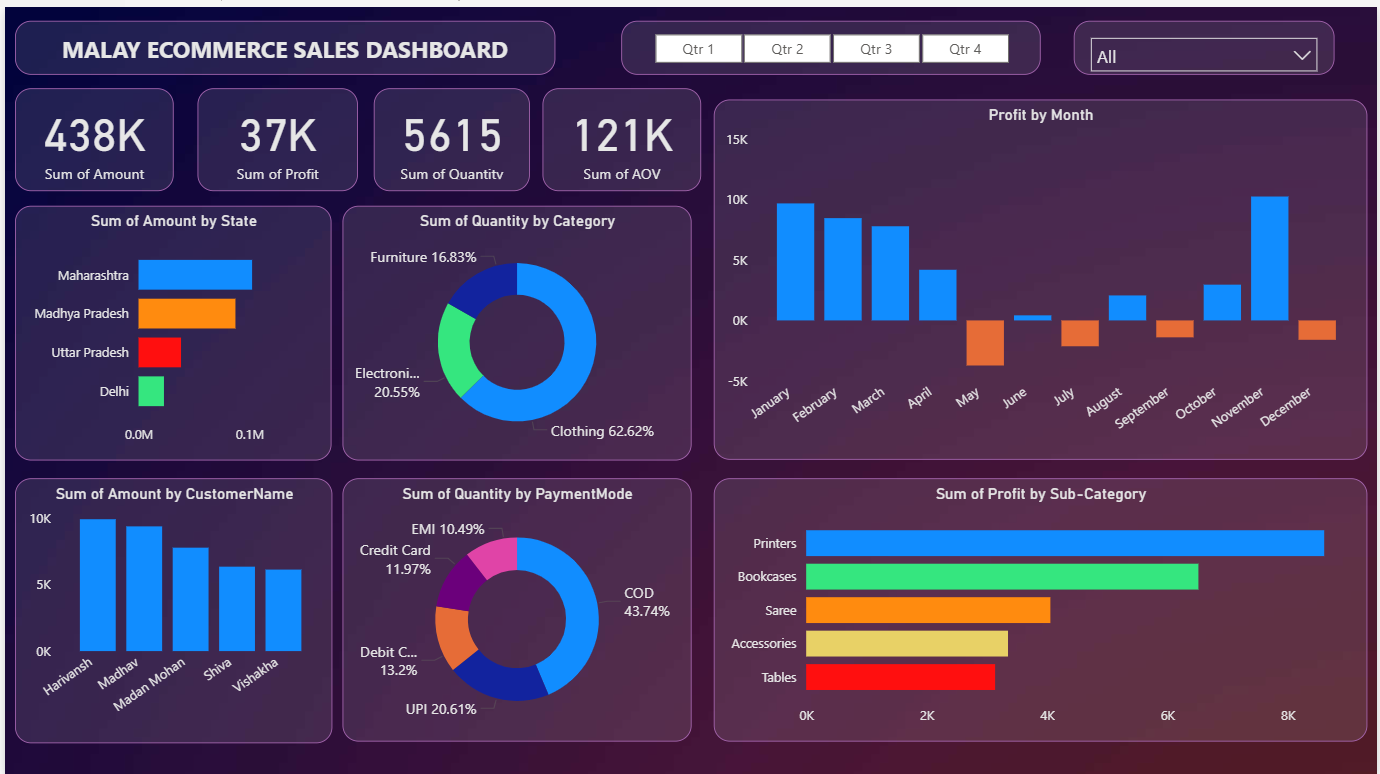 MALAY ECOMMERCE SALES DASHBOARD
Qtr 1
Qtr 2
Qtr 3
Qtr 4
All
438K
Sum of Amount
37K
Sum of Profit
5615
Sum of Quantity
121K
Sum of AOV
Profit by Month
15K
10K
5K
0K
-5K
January
February
March
April
May
June
July
August
September
October
November
December
Sum of Amount by State
Maharashtra
Madhya Pradesh
Uttar Pradesh
Delhi
0.0M
0.1M
Sum of Quantity by Category
Furniture 16.83%
Electroni...
20.55%
Clothing 62.62%
Sum of Amount by CustomerName
10K
5K
0K
Harivansh
Madhav
Madan Mohan
Shiva
Vishakha
Sum of Quantity by PaymentMode
EMI 10.49%
Credit Card
11.97%
COD
43.74%
Debit C...
13.2%
UPI 20.61%
Sum of Profit by Sub-Category
Printers
Bookcases
Saree
Accessories
Tables
0K
2K
4K
6K
8K